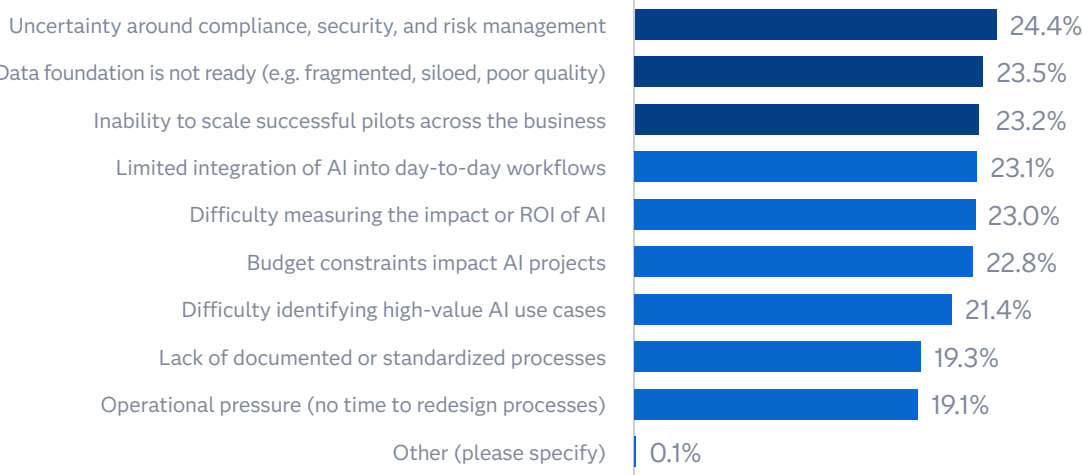 Uncertainty around compliance, security, and risk management 24.4%
Data foundation is not ready (e.g. fragmented, siloed, poor quality) 23.5%
Inability to scale successful pilots across the business 23.2%
Limited integration of AI into day-to-day workflows 23.1%
Difficulty measuring the impact or ROI of AI 23.0%
Budget constraints impact AI projects 22.8%
Difficulty identifying high-value AI use cases 21.4%
Lack of documented or standardized processes 19.3%
Operational pressure (no time to redesign processes) 19.1%
Other (please specify) 0.1%